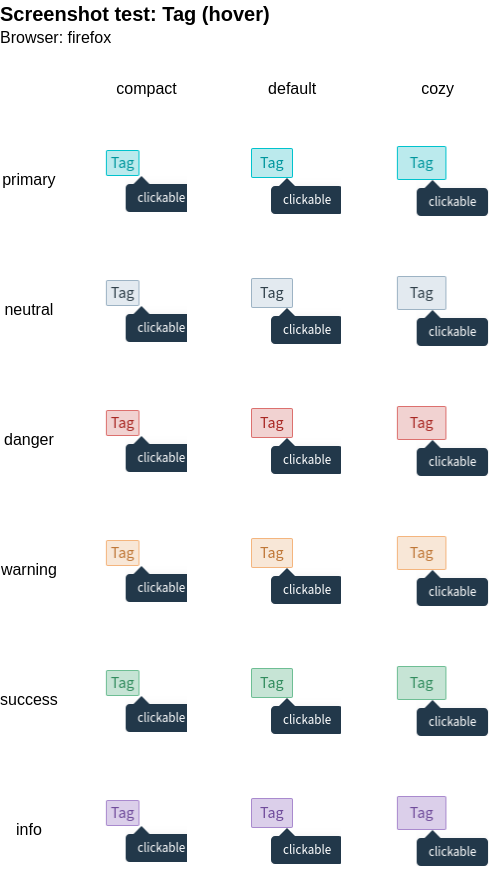 Screenshot test: Tag (hover)
Browser: firefox
compact default cozy
primary Tag Tag Tag
clickable clickable clickable
neutral Tag Tag Tag
clickable clickable clickable
danger Tag Tag Tag
clickable clickable clickable
warning Tag Tag Tag
clickable clickable clickable
success Tag Tag Tag
clickable clickable clickable
info Tag Tag Tag
clickable clickable clickable